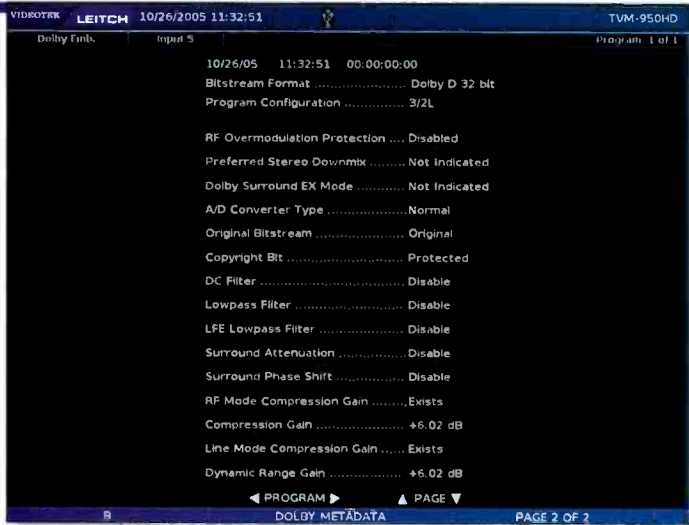 VIDEOTEK LEITCH 10/26/2005 11:32:51 TVM-950HD
Dolby Emb. Input 5 Program 1 of 1
10/26/05 11:32:51 00:00:00:00
Bitstream Format ...................... Dolby D 32 bit
Program Configuration .............. 3/2L
RF Overmodulation Protection .... Disabled
Preferred Stereo Downmix ......... Not Indicated
Dolby Surround EX Mode ........... Not Indicated
A/D Converter Type ...................Normal
Original Bitstream ..................... Original
Copyright Bit ............................ Protected
DC Filter ................................... Disable
Lowpass Filter .......................... Disable
LFE Lowpass Filter .................... Disable
Surround Attenuation ................Disable
Surround Phase Shift ................. Disable
RF Mode Compression Gain ........Exists
Compression Gain .................... +6.02 dB
Line Mode Compression Gain ...... Exists
Dynamic Range Gain ................. +6.02 dB
◀ PROGRAM ▶ ▲ PAGE ▼
B DOLBY METADATA PAGE 2 OF 2